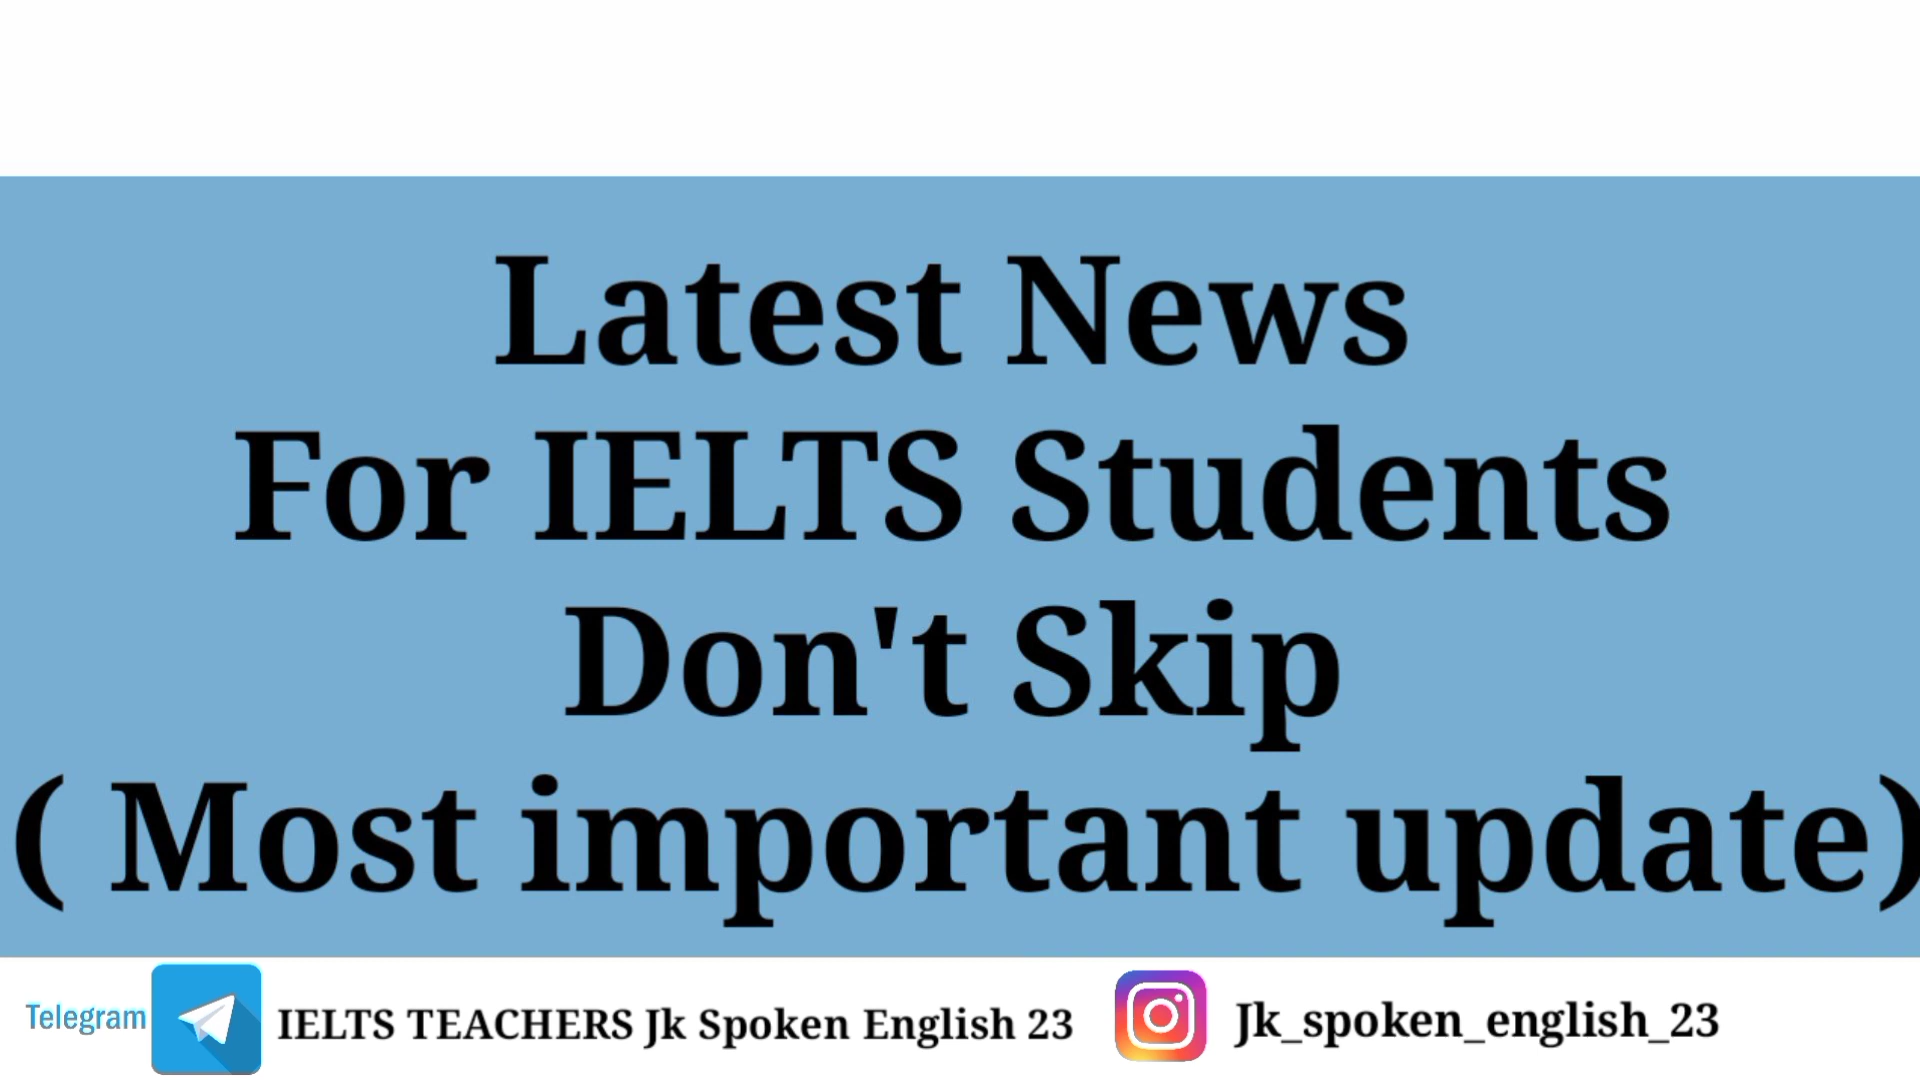 Latest News
For IELTS Students
Don't Skip
( Most important update)
Telegram IELTS TEACHERS Jk Spoken English 23 Jk_spoken_english_23